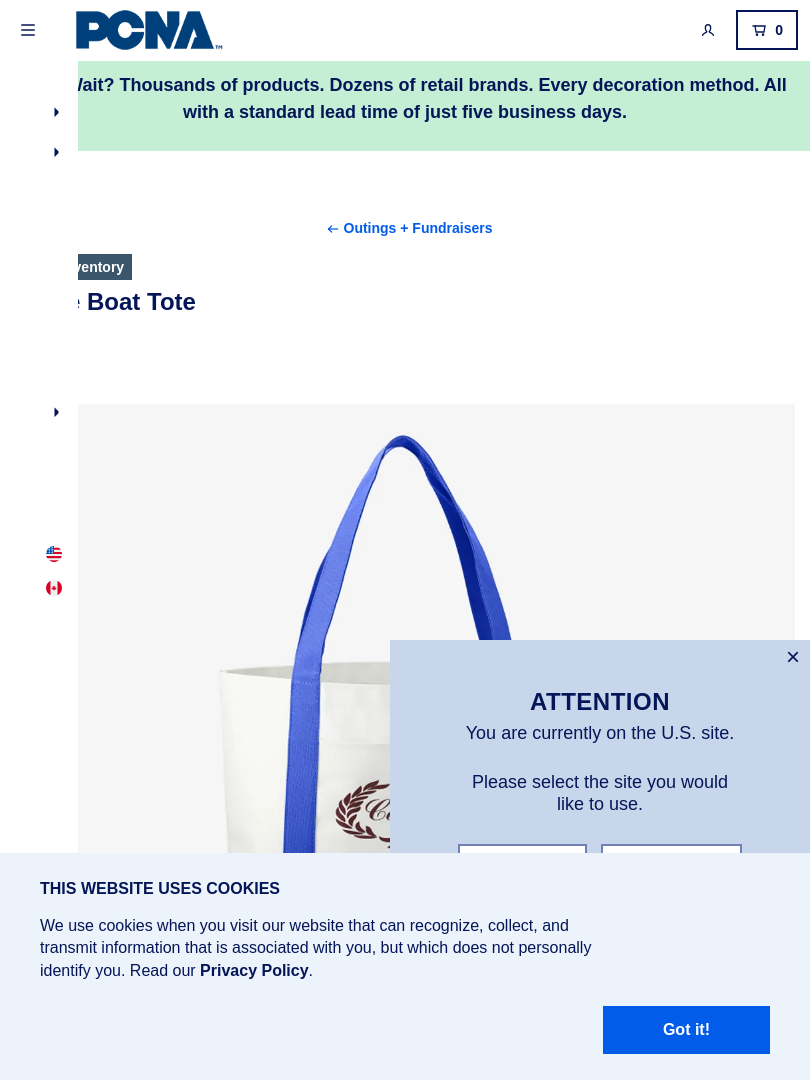 PCNA™
0
Wait? Thousands of products. Dozens of retail brands. Every decoration method. All
with a standard lead time of just five business days.
Outings + Fundraisers
Boat Tote
ATTENTION
You are currently on the U.S. site.
Please select the site you would
like to use.
THIS WEBSITE USES COOKIES
We use cookies when you visit our website that can recognize, collect, and
transmit information that is associated with you, but which does not personally
identify you. Read our Privacy Policy.
Got it!